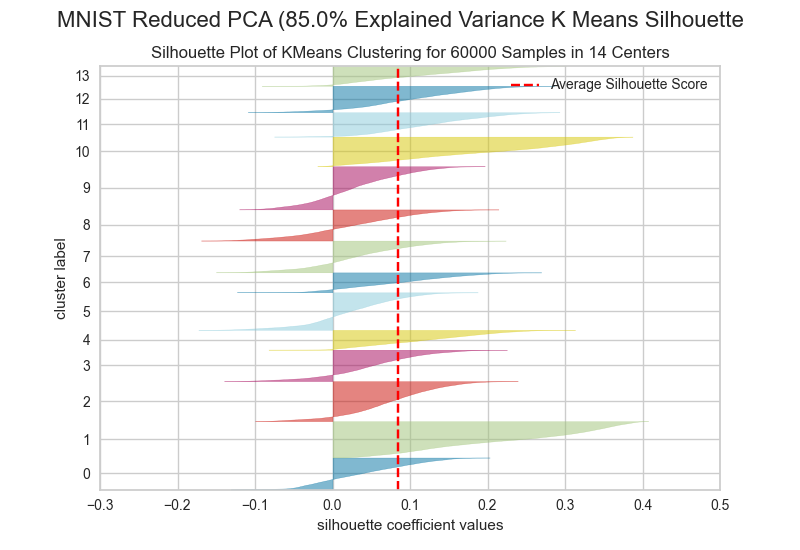 MNIST Reduced PCA (85.0% Explained Variance K Means Silhouette
Silhouette Plot of KMeans Clustering for 60000 Samples in 14 Centers
Average Silhouette Score
13
12
11
10
9
8
7
6
5
4
3
2
1
0
cluster label
−0.3 −0.2 −0.1 0.0 0.1 0.2 0.3 0.4 0.5
silhouette coefficient values